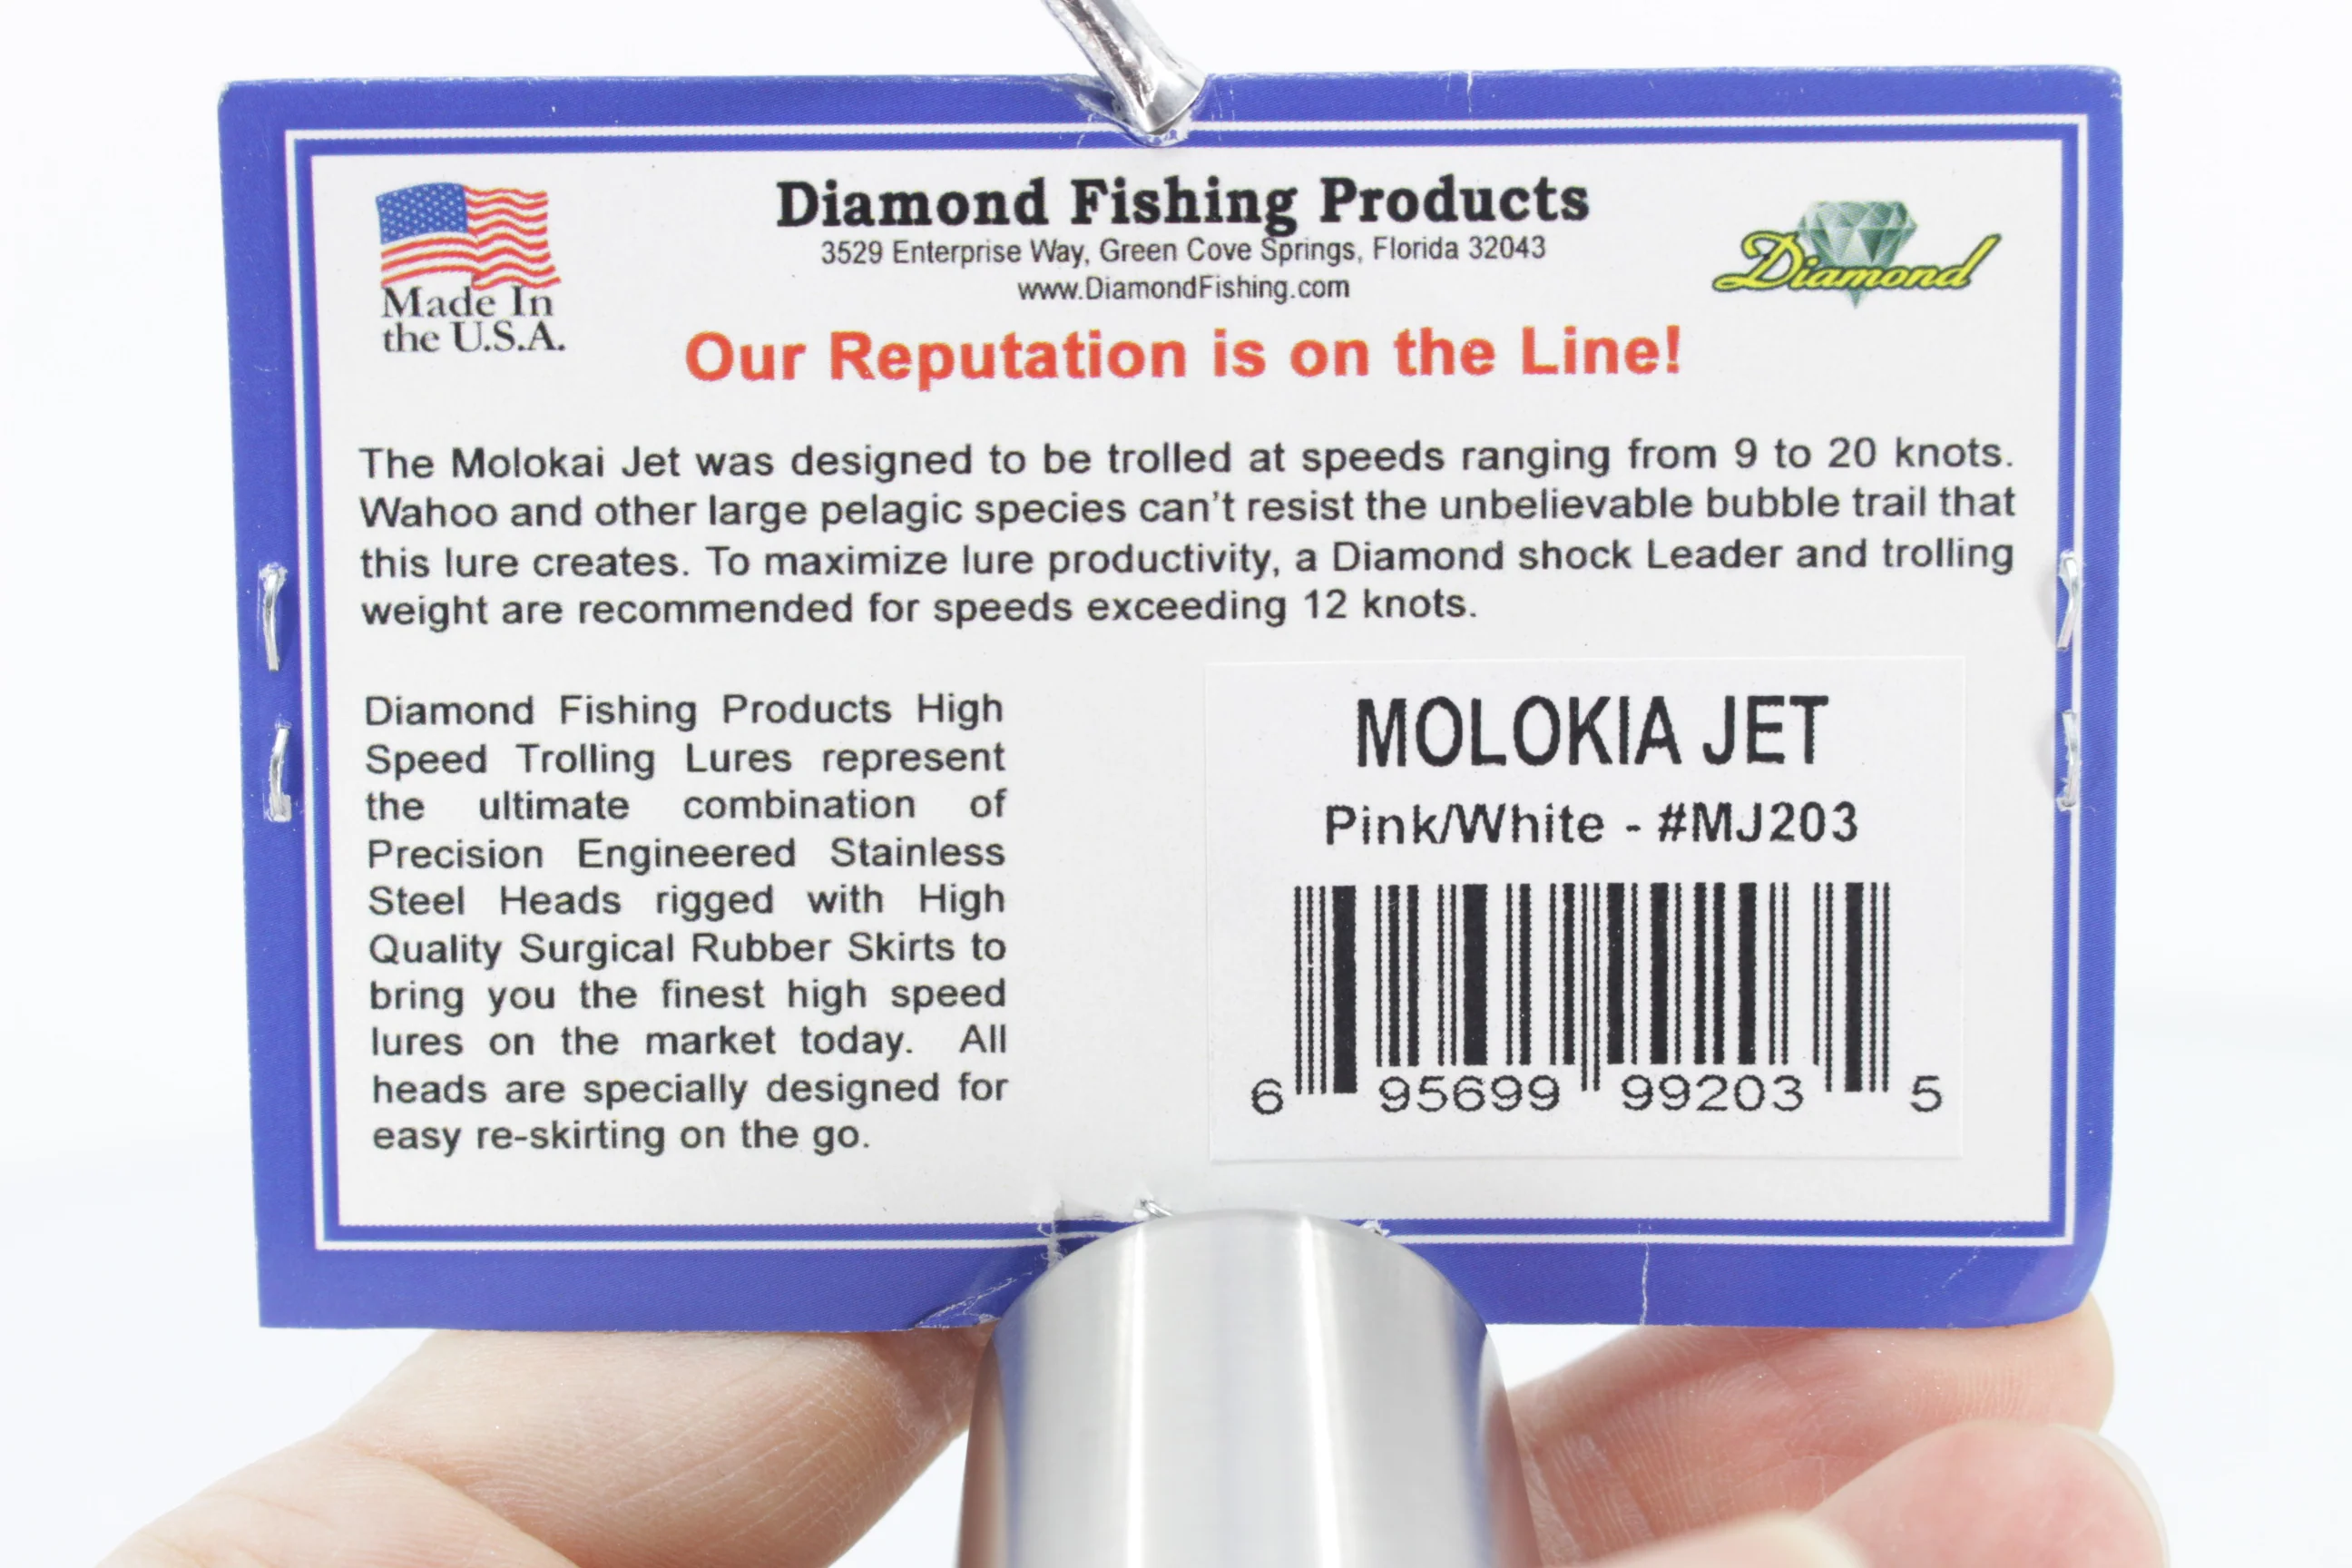 Made In
the U.S.A.
Diamond Fishing Products
3529 Enterprise Way, Green Cove Springs, Florida 32043
www.DiamondFishing.com
Diamond
Our Reputation is on the Line!
The Molokai Jet was designed to be trolled at speeds ranging from 9 to 20 knots.
Wahoo and other large pelagic species can't resist the unbelievable bubble trail that
this lure creates. To maximize lure productivity, a Diamond shock Leader and trolling
weight are recommended for speeds exceeding 12 knots.
Diamond Fishing Products High
Speed Trolling Lures represent
the ultimate combination of
Precision Engineered Stainless
Steel Heads rigged with High
Quality Surgical Rubber Skirts to
bring you the finest high speed
lures on the market today. All
heads are specially designed for
easy re-skirting on the go.
MOLOKIA JET
Pink/White - #MJ203
6 95699 99203 5